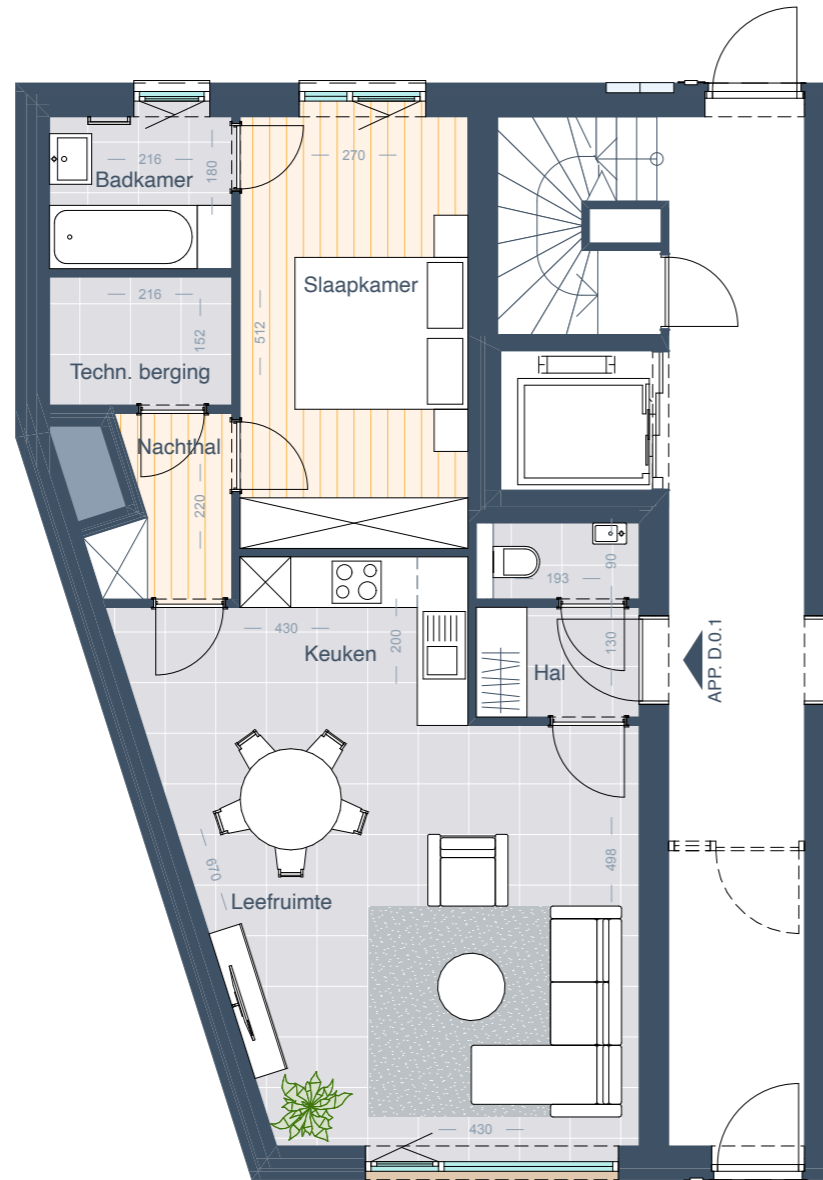 216
180
Badkamer
270
Slaapkamer
512
216
152
Techn. berging
Nachthal
220
193
90
430
Keuken
200
130
Hal
APP. D.0.1
670
Leefruimte
498
430